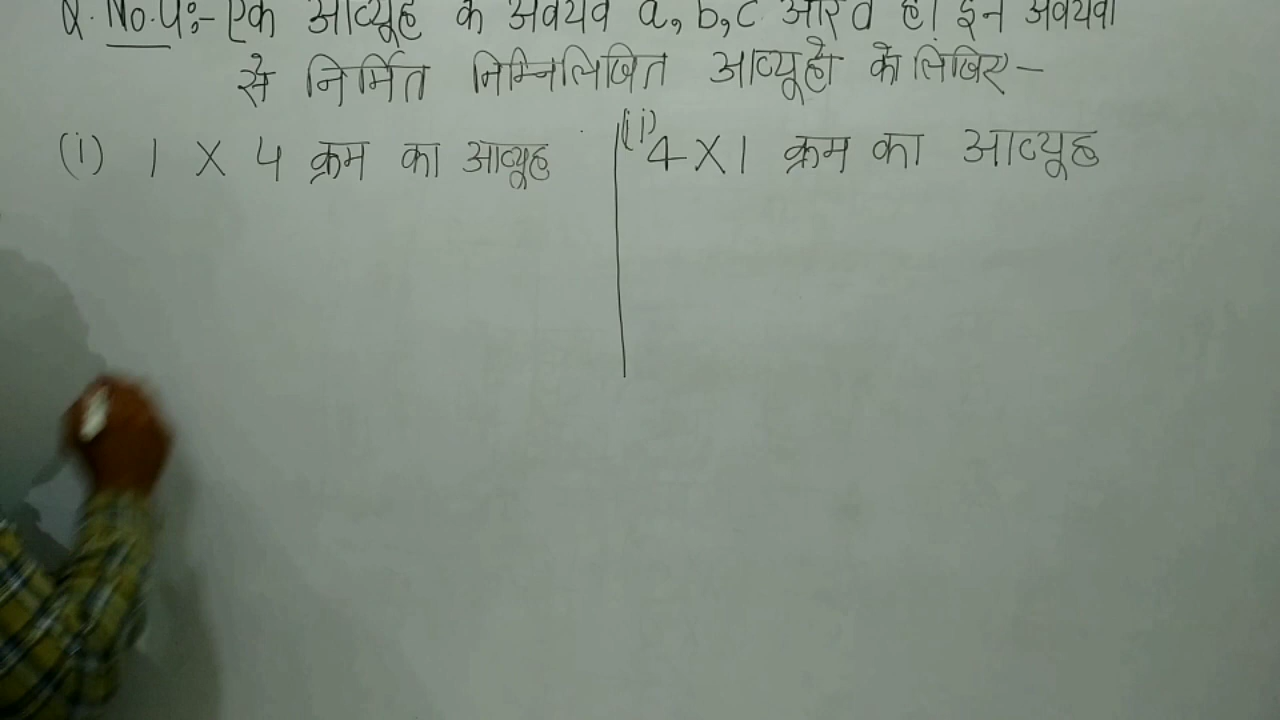 Q. No. 4:- एक आव्यूह के अवयव a, b, c और d हैं। इन अवयवों
से निर्मित निम्नलिखित आव्यूहों को लिखिए -
(i) 1 X 4 क्रम का आव्यूह
(ii) 4 X 1 क्रम का आव्यूह